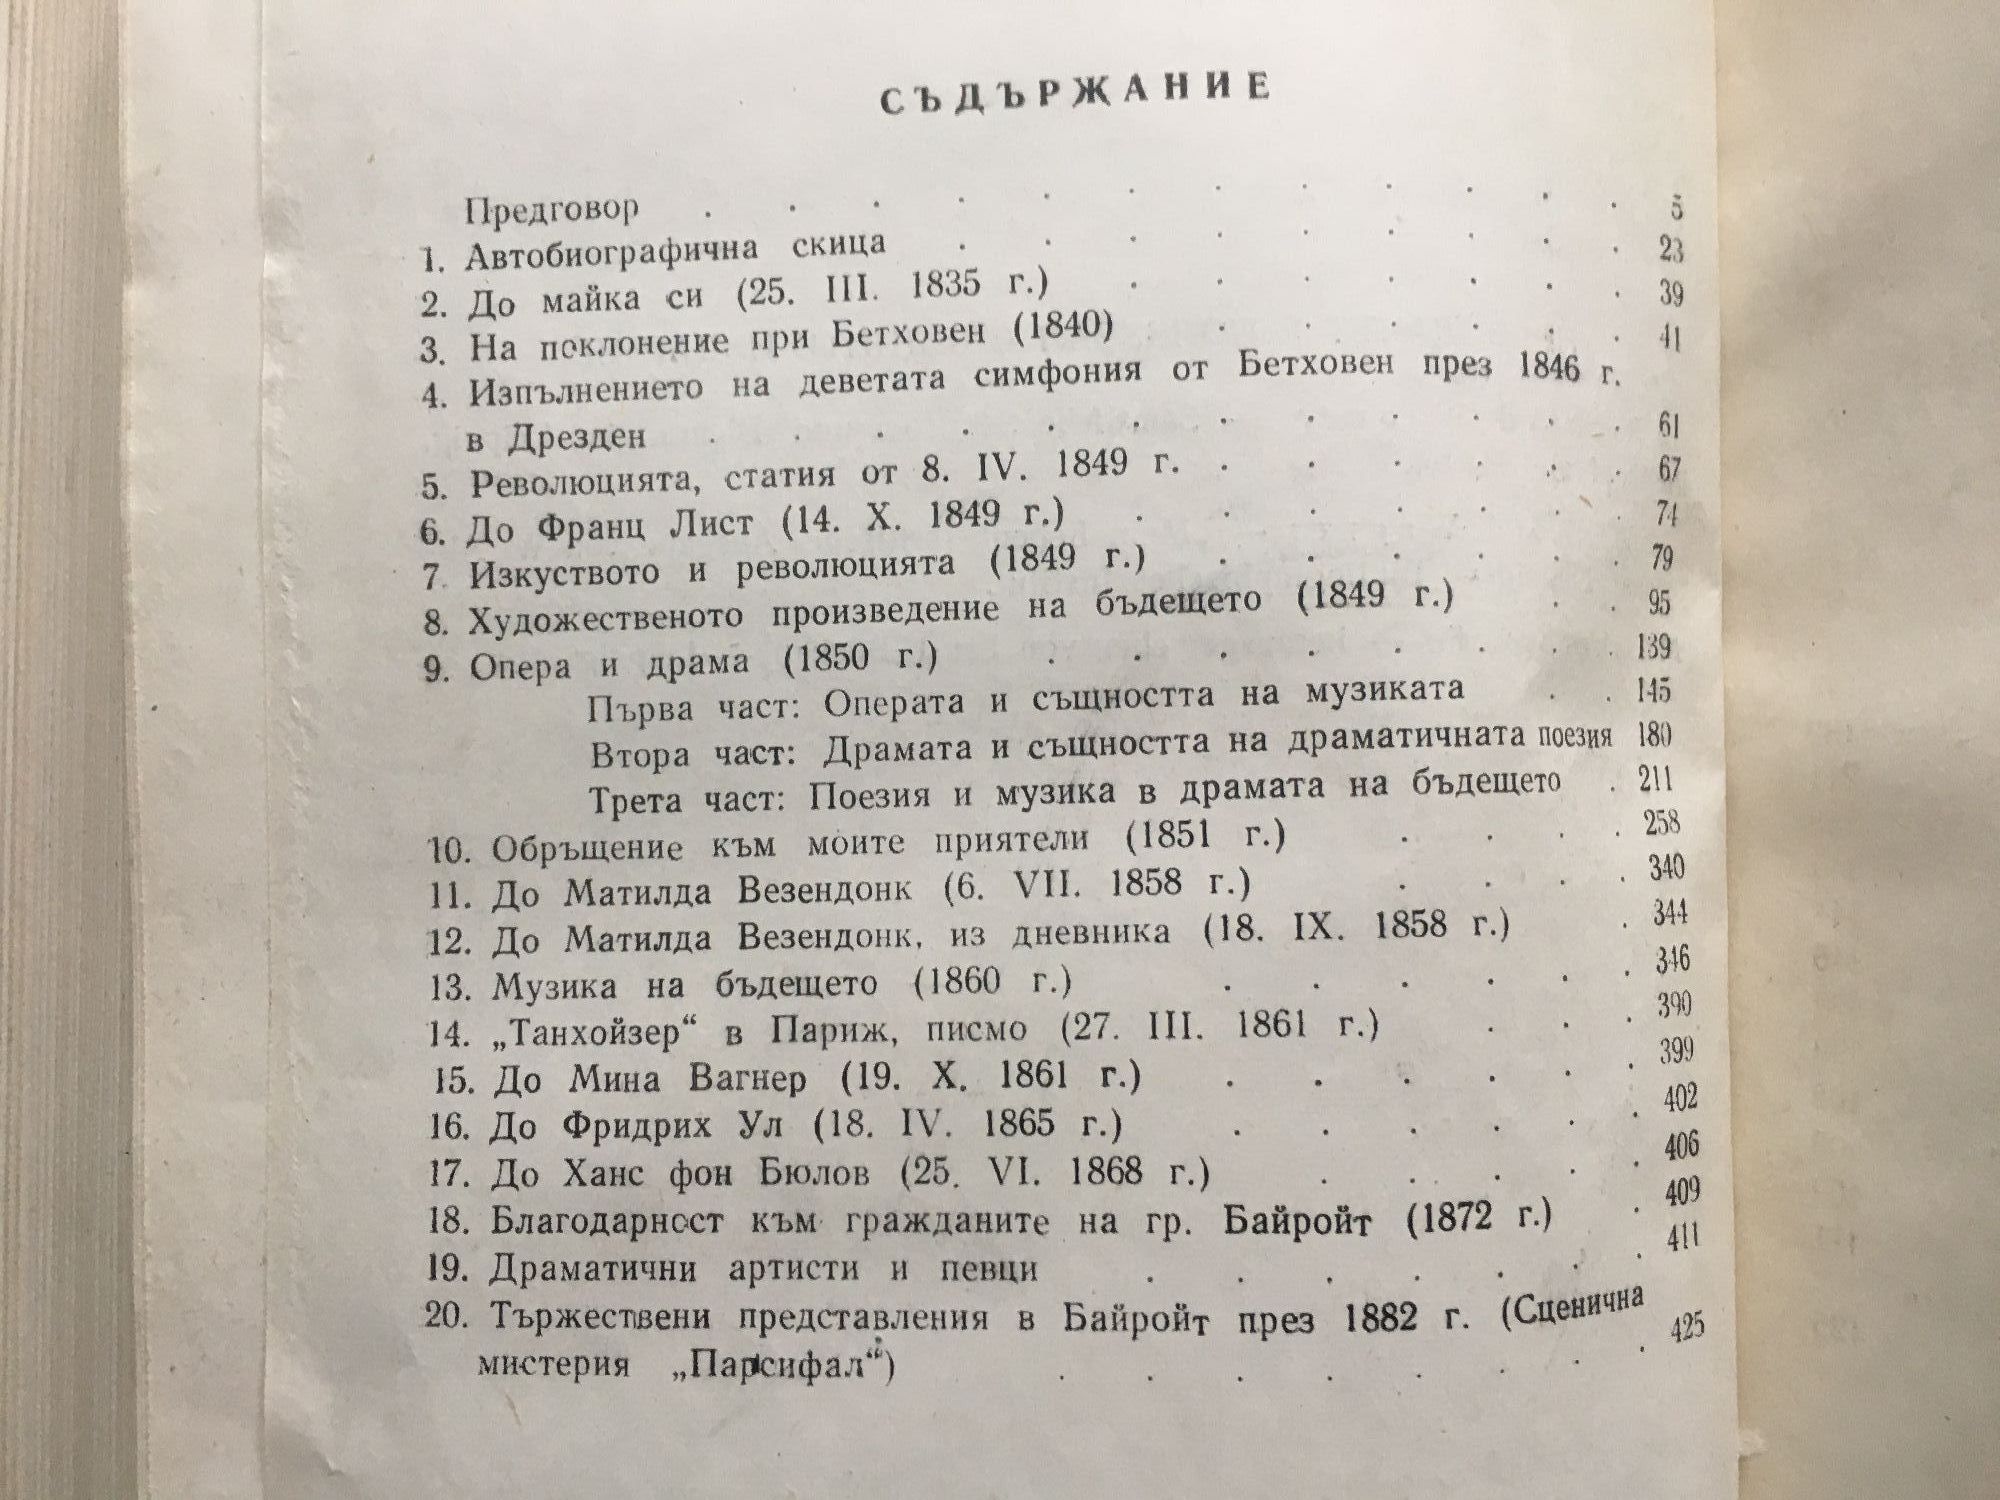 СЪДЪРЖАНИЕ
Предговор . . . . . . . . . . . 5
1. Автобиографична скица . . . . . . . . . 23
2. До майка си (25. III. 1835 г.) . . . . . . . 39
3. На поклонение при Бетховен (1840) . . . . . . 41
4. Изпълнението на деветата симфония от Бетховен през 1846 г.
в Дрезден . . . . . . . . . . . 61
5. Революцията, статия от 8. IV. 1849 г. . . . . . . 67
6. До Франц Лист (14. X. 1849 г.) . . . . . . . 74
7. Изкуството и революцията (1849 г.) . . . . . . 79
8. Художественото произведение на бъдещето (1849 г.) . . 95
9. Опера и драма (1850 г.) . . . . . . . . 139
Първа част: Операта и същността на музиката . . 145
Втора част: Драмата и същността на драматичната поезия 180
Трета част: Поезия и музика в драмата на бъдещето . 211
10. Обръщение към моите приятели (1851 г.) . . . . 258
11. До Матилда Везендонк (6. VII. 1858 г.) . . . . 340
12. До Матилда Везендонк, из дневника (18. IX. 1858 г.) . 344
13. Музика на бъдещето (1860 г.) . . . . . . 346
14. „Танхойзер“ в Париж, писмо (27. III. 1861 г.) . . . 390
15. До Мина Вагнер (19. X. 1861 г.) . . . . . . 399
16. До Фридрих Ул (18. IV. 1865 г.) . . . . . . 402
17. До Ханс фон Бюлов (25. VI. 1868 г.) . . . . . 406
18. Благодарност към гражданите на гр. Байройт (1872 г.) . 409
19. Драматични артисти и певци . . . . . . . 411
20. Тържествени представления в Байройт през 1882 г. (Сценична
мистерия „Парсифал“) . . . . . . . . 425